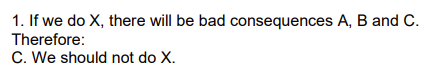 1. If we do X, there will be bad consequences A, B and C.
Therefore:
C. We should not do X.